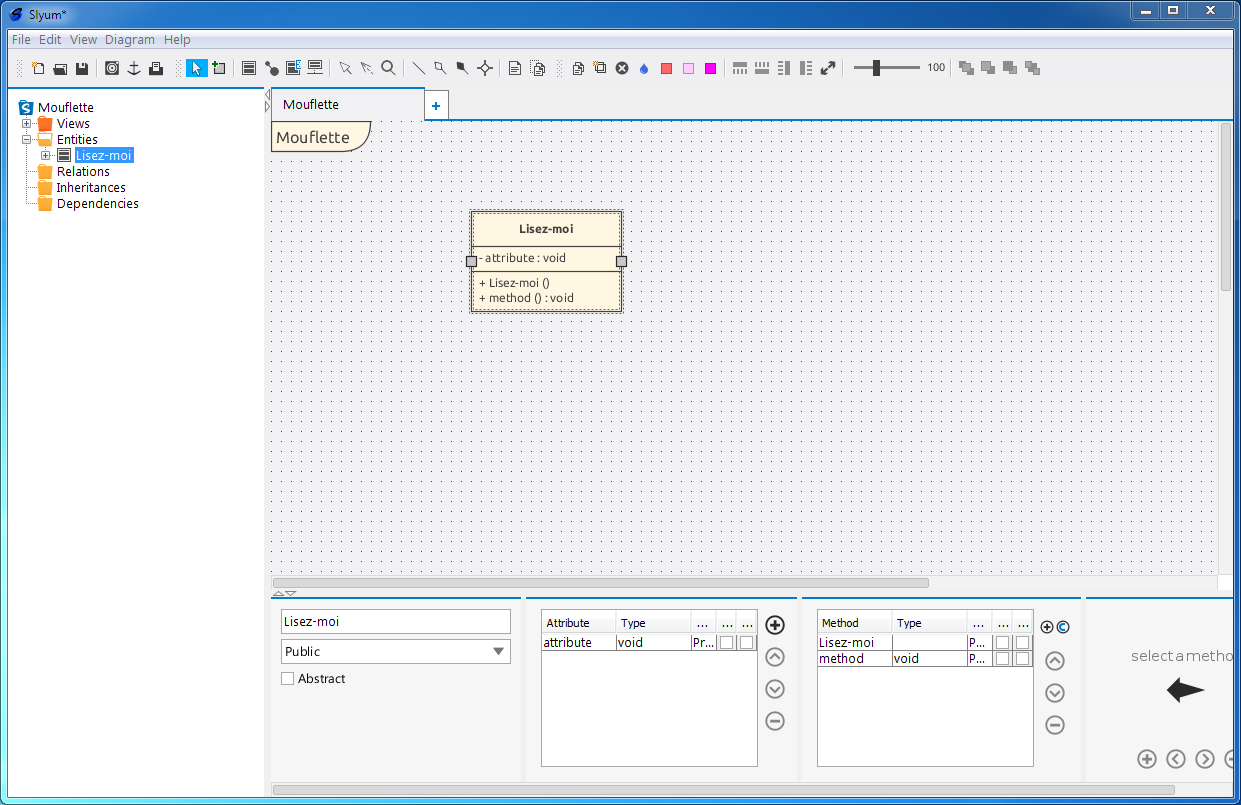 Slyum*
File Edit View Diagram Help
100
Mouflette
Views
Entities
Lisez-moi
Relations
Inheritances
Dependencies
Mouflette
+
Mouflette
Lisez-moi
- attribute : void
+ Lisez-moi ()
+ method () : void
Lisez-moi
Public
Abstract
Attribute Type ... ... ...
attribute void Pr...
Method Type ... ... ...
Lisez-moi P...
method void P...
select a metho